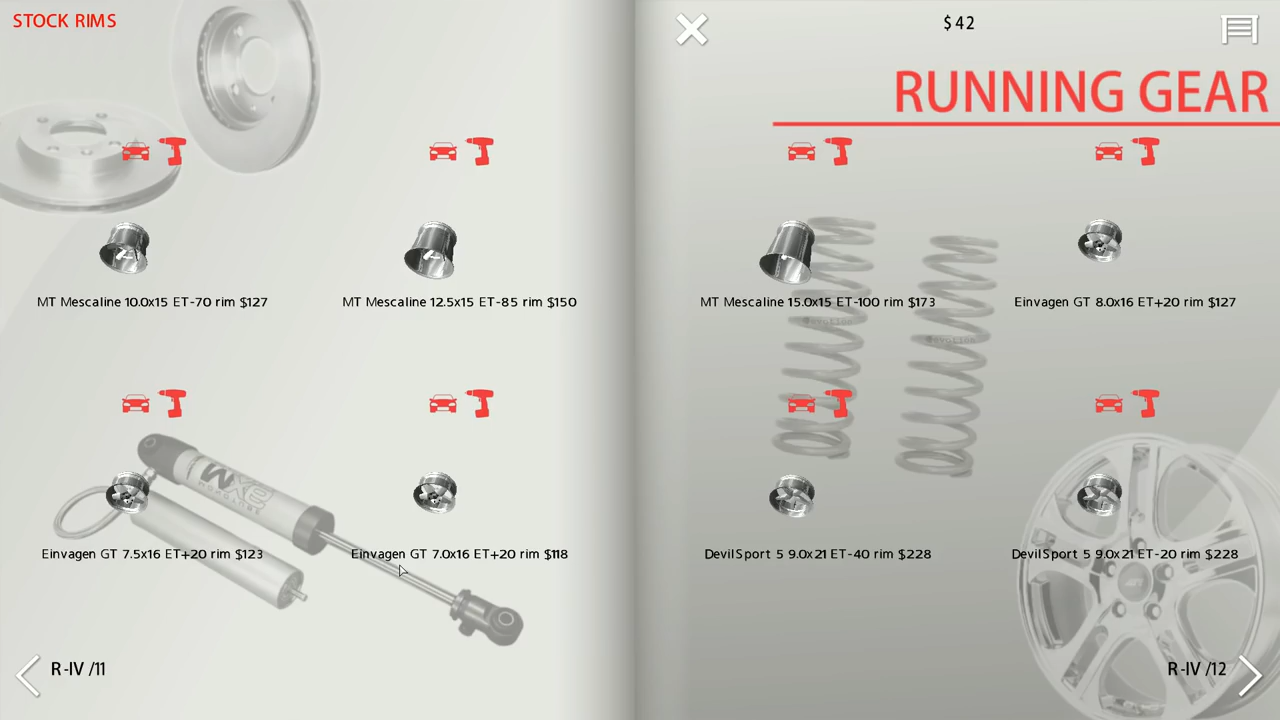 STOCK RIMS
$42
RUNNING GEAR
MT Mescaline 10.0x15 ET-70 rim $127
MT Mescaline 12.5x15 ET-85 rim $150
MT Mescaline 15.0x15 ET-100 rim $173
Einvagen GT 8.0x16 ET+20 rim $127
Einvagen GT 7.5x16 ET+20 rim $123
Einvagen GT 7.0x16 ET+20 rim $118
DevilSport 5 9.0x21 ET-40 rim $228
DevilSport 5 9.0x21 ET-20 rim $228
R-IV /11
R-IV /12